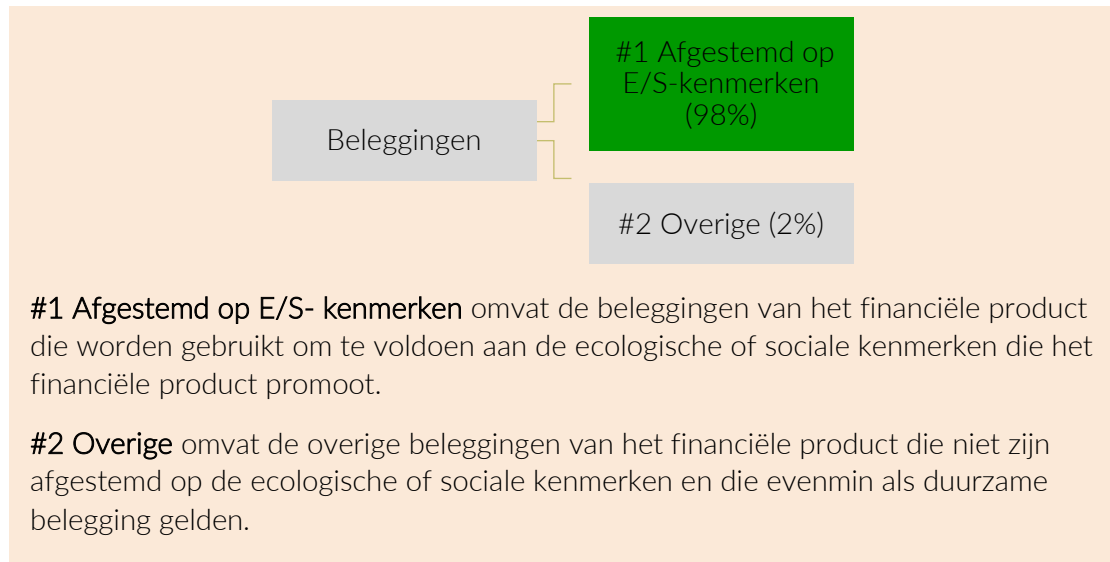 #1 Afgestemd op
E/S-kenmerken
(98%)
Beleggingen
#2 Overige (2%)
#1 Afgestemd op E/S- kenmerken omvat de beleggingen van het financiële product
die worden gebruikt om te voldoen aan de ecologische of sociale kenmerken die het
financiële product promoot.
#2 Overige omvat de overige beleggingen van het financiële product die niet zijn
afgestemd op de ecologische of sociale kenmerken en die evenmin als duurzame
belegging gelden.